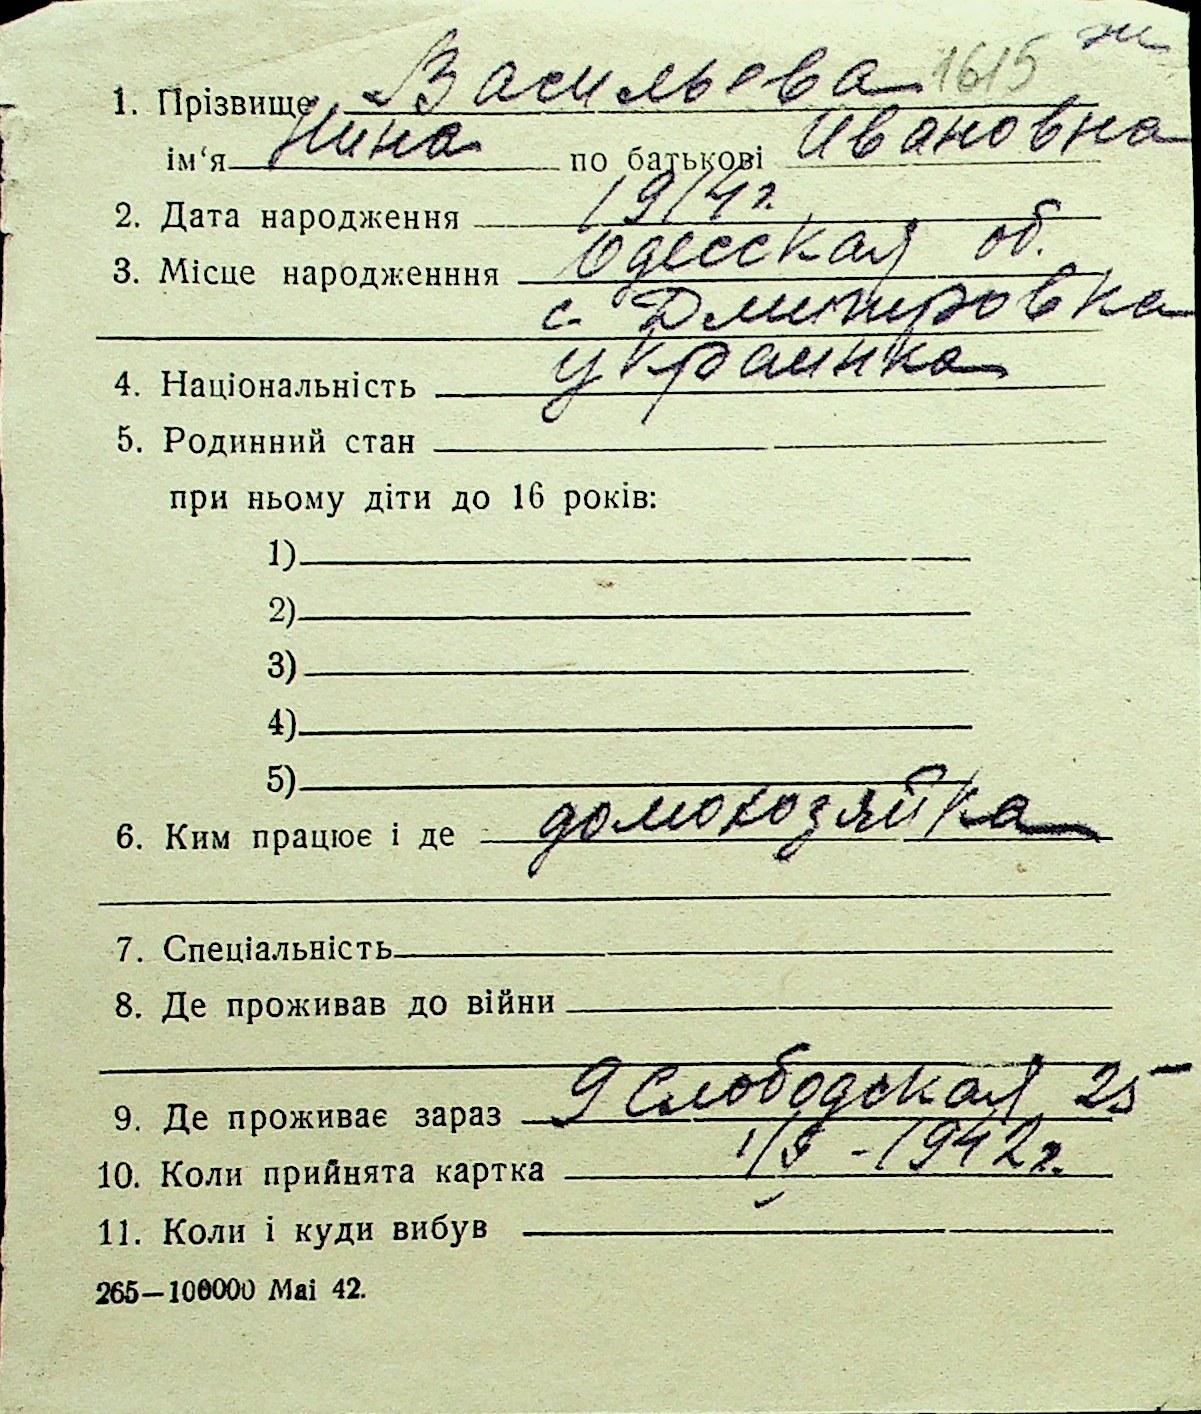 ж
1. Прізвище Васильева 1615
ім‘я Нина по батькові Ивановна
2. Дата народження 1914 г.
3. Місце народженння Одесская об.
с. Дмитровка
4. Національність украинка
5. Родинний стан
при ньому діти до 16 років:
1)
2)
3)
4)
5)
6. Ким працює і де домохозяйка
7. Спеціальність
8. Де проживав до війни
9. Де проживає зараз 9 Слободская 25
10. Коли прийнята картка 1942 г.
11. Коли і куди вибув
265—100000 Mai 42.